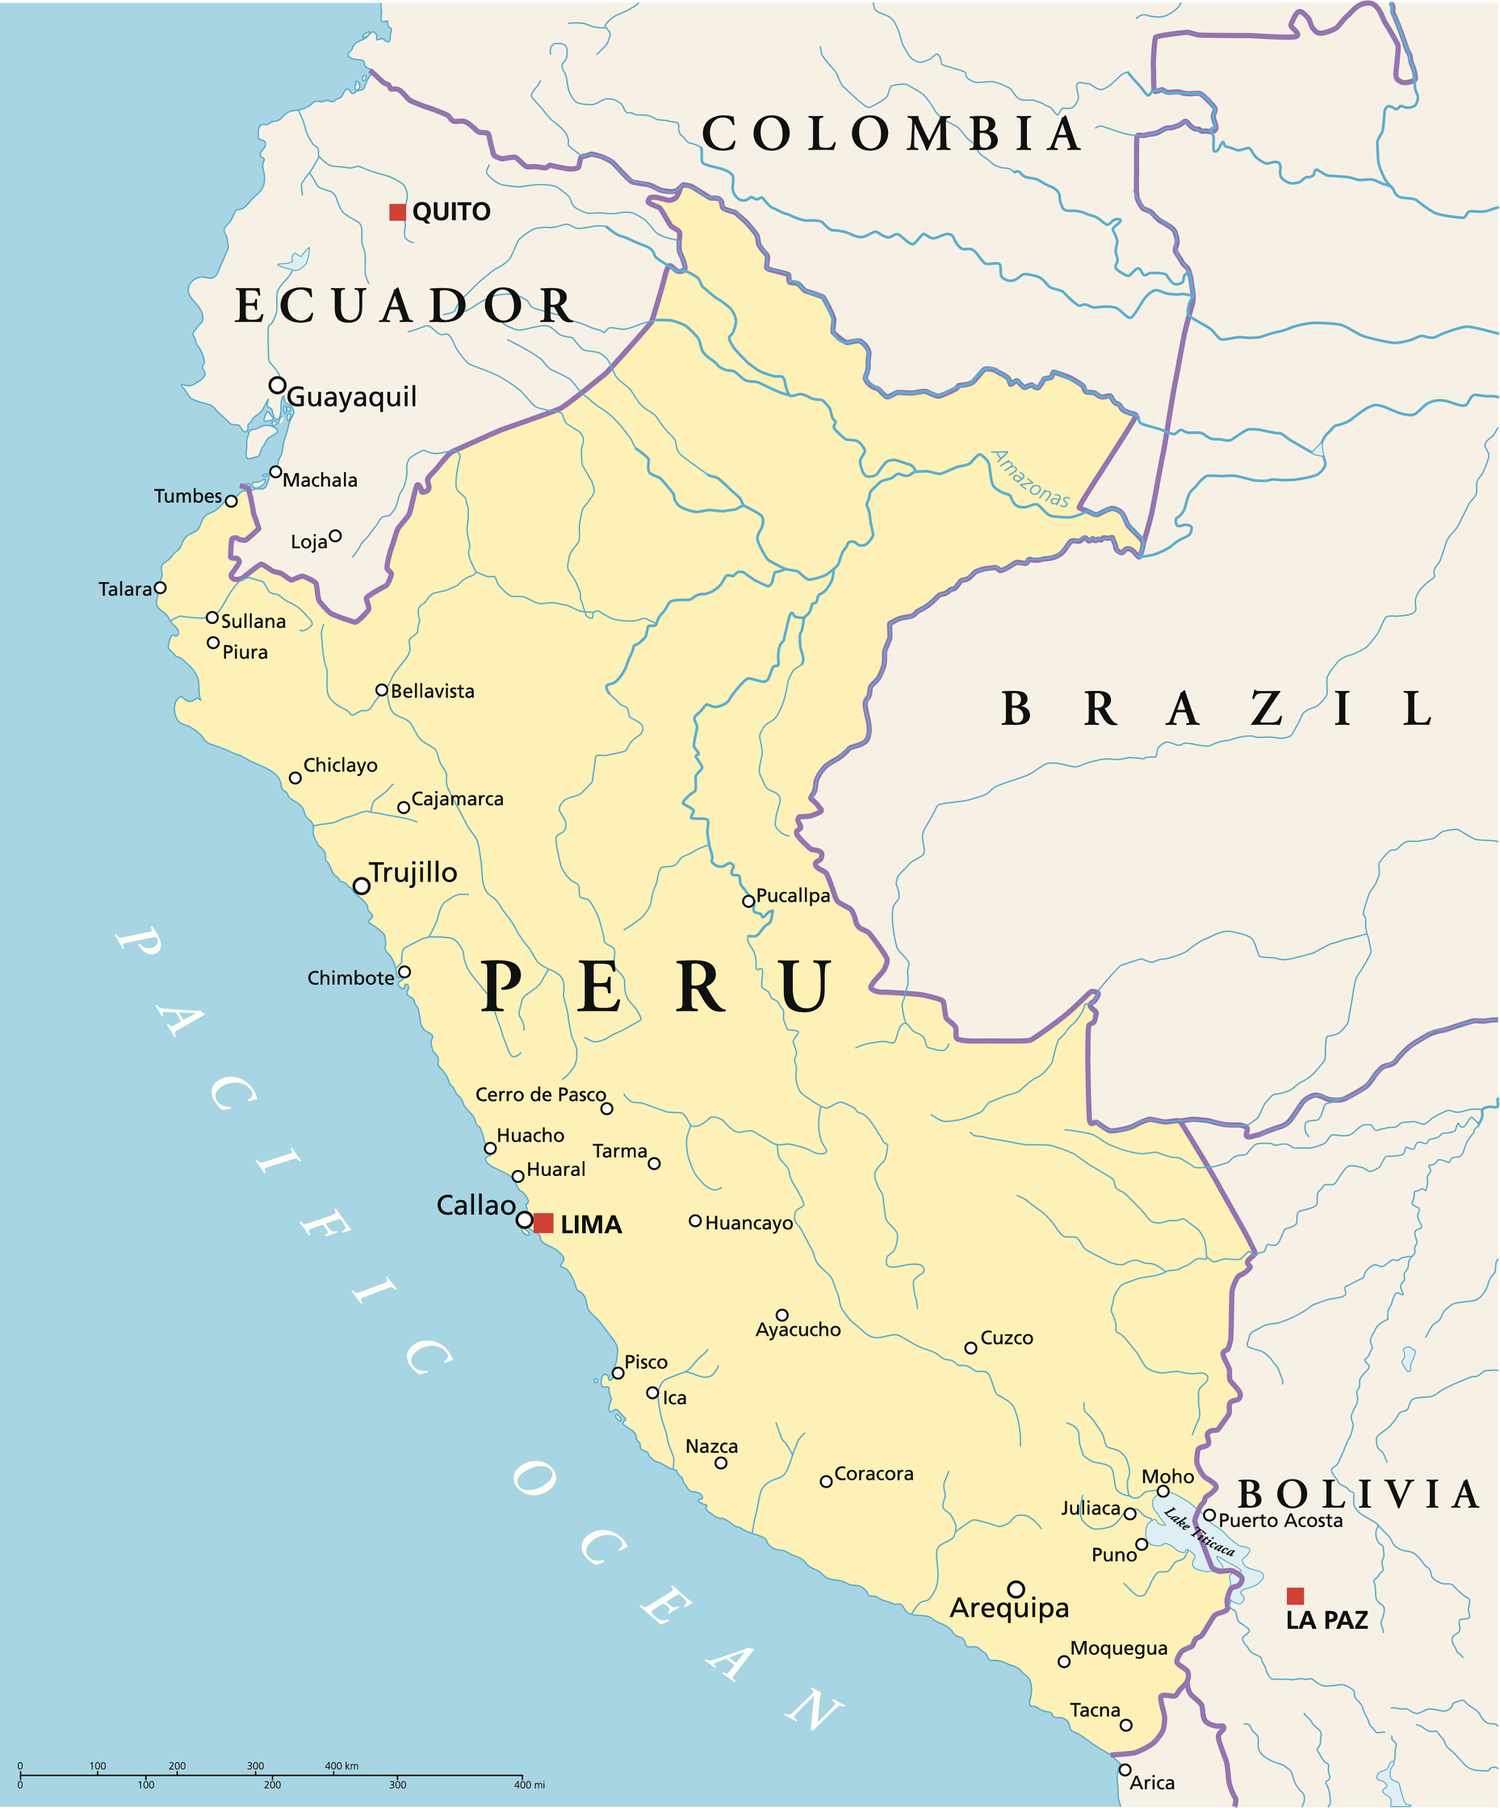 COLOMBIA
QUITO
ECUADOR
Guayaquil
Machala
Amazonas
Tumbes
Loja
Talara
Sullana
Piura
Bellavista
BRAZIL
Chiclayo
Cajamarca
Trujillo
Pucallpa
PERU
Chimbote
PACIFIC OCEAN
Cerro de Pasco
Huacho
Tarma
Huaral
Callao
LIMA
Huancayo
Ayacucho
Cuzco
Pisco
Ica
Nazca
Coracora
Moho
BOLIVIA
Juliaca
Lake Titicaca
Puerto Acosta
Puno
Arequipa
LA PAZ
Moquegua
Tacna
Arica
0 100 200 300 400 km
0 100 200 300 400 mi